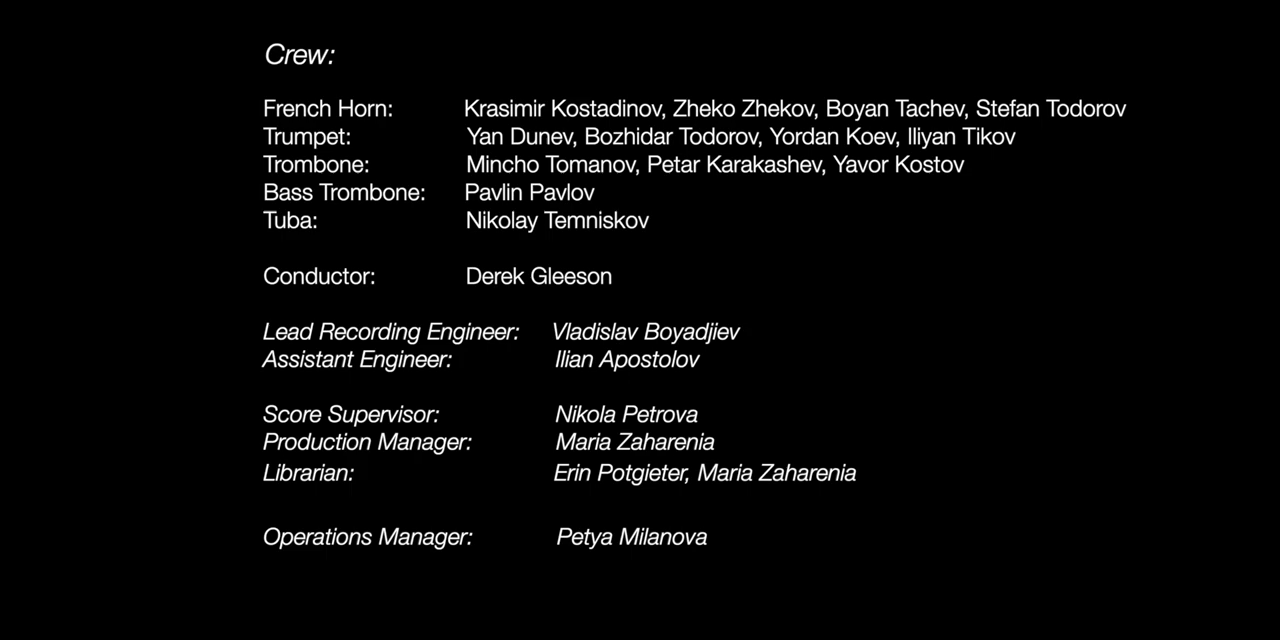 Crew:
French Horn: Krasimir Kostadinov, Zheko Zhekov, Boyan Tachev, Stefan Todorov
Trumpet: Yan Dunev, Bozhidar Todorov, Yordan Koev, Iliyan Tikov
Trombone: Mincho Tomanov, Petar Karakashev, Yavor Kostov
Bass Trombone: Pavlin Pavlov
Tuba: Nikolay Temniskov
Conductor: Derek Gleeson
Lead Recording Engineer: Vladislav Boyadjiev
Assistant Engineer: Ilian Apostolov
Score Supervisor: Nikola Petrova
Production Manager: Maria Zaharenia
Librarian: Erin Potgieter, Maria Zaharenia
Operations Manager: Petya Milanova